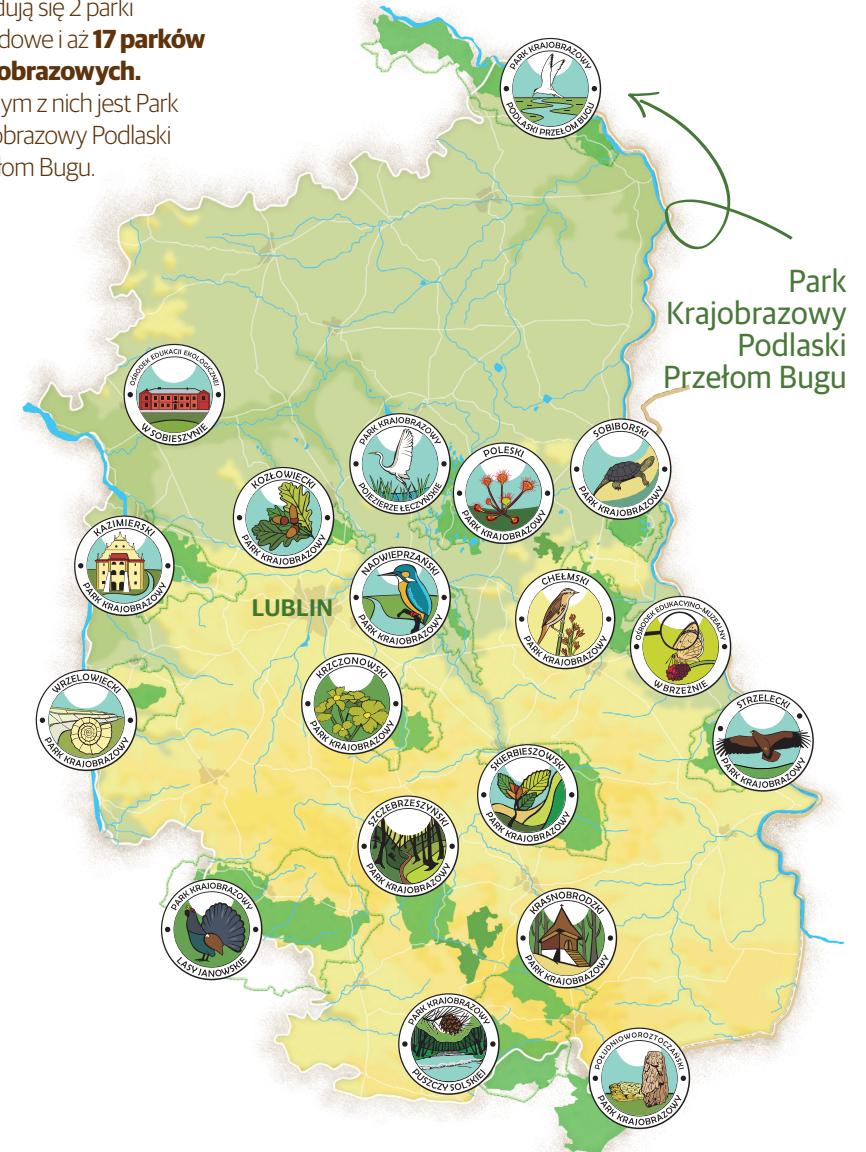 dują się 2 parki
dowe i aż 17 parków
obrazowych.
ym z nich jest Park
obrazowy Podlaski
om Bugu.
PARK KRAJOBRAZOWY
PODLASKI PRZEŁOM BUGU
Park
Krajobrazowy
Podlaski
Przełom Bugu
OŚRODEK EDUKACJI EKOLOGICZNEJ
W SOBIESZYNIE
PARK KRAJOBRAZOWY
POJEZIERZE ŁĘCZYŃSKIE
POLESKI
PARK KRAJOBRAZOWY
SOBIBORSKI
PARK KRAJOBRAZOWY
KOZŁOWIECKI
PARK KRAJOBRAZOWY
KAZIMIERSKI
PARK KRAJOBRAZOWY
LUBLIN
NADWIEPRZAŃSKI
PARK KRAJOBRAZOWY
CHEŁMSKI
PARK KRAJOBRAZOWY
OŚRODEK EDUKACYJNO-MUZEALNY
W BRZEŹNIE
WRZELOWIECKI
PARK KRAJOBRAZOWY
KRZCZONOWSKI
PARK KRAJOBRAZOWY
STRZELECKI
PARK KRAJOBRAZOWY
SKIERBIESZOWSKI
PARK KRAJOBRAZOWY
SZCZEBRZESZYŃSKI
PARK KRAJOBRAZOWY
PARK KRAJOBRAZOWY
LASY JANOWSKIE
KRASNOBRODZKI
PARK KRAJOBRAZOWY
PARK KRAJOBRAZOWY
PUSZCZY SOLSKIEJ
POŁUDNIOWOROZTOCZAŃSKI
PARK KRAJOBRAZOWY